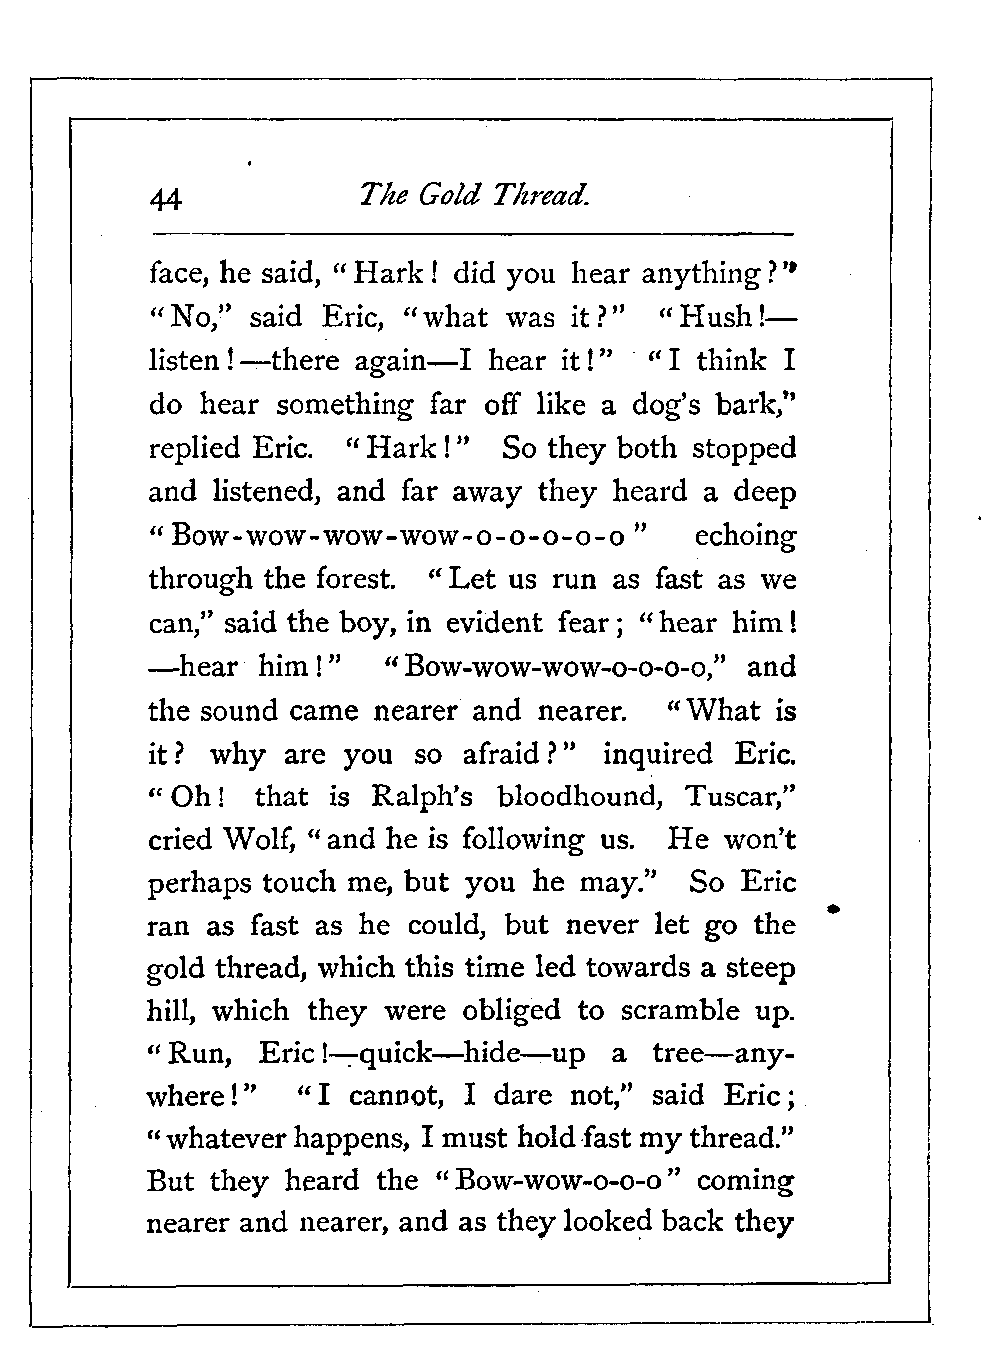 44 The Gold Thread.
face, he said, "Hark! did you hear anything?"
"No," said Eric, "what was it?" "Hush!—
listen!—there again—I hear it!" "I think I
do hear something far off like a dog's bark,"
replied Eric. "Hark!" So they both stopped
and listened, and far away they heard a deep
"Bow-wow-wow-wow-o-o-o-o-o" echoing
through the forest. "Let us run as fast as we
can," said the boy, in evident fear; "hear him!
—hear him!" "Bow-wow-wow-o-o-o-o," and
the sound came nearer and nearer. "What is
it? why are you so afraid?" inquired Eric.
"Oh! that is Ralph's bloodhound, Tuscar,"
cried Wolf, "and he is following us. He won't
perhaps touch me, but you he may." So Eric
ran as fast as he could, but never let go the
gold thread, which this time led towards a steep
hill, which they were obliged to scramble up.
"Run, Eric!—quick—hide—up a tree—any-
where!" "I cannot, I dare not," said Eric;
"whatever happens, I must hold fast my thread."
But they heard the "Bow-wow-o-o-o" coming
nearer and nearer, and as they looked back they